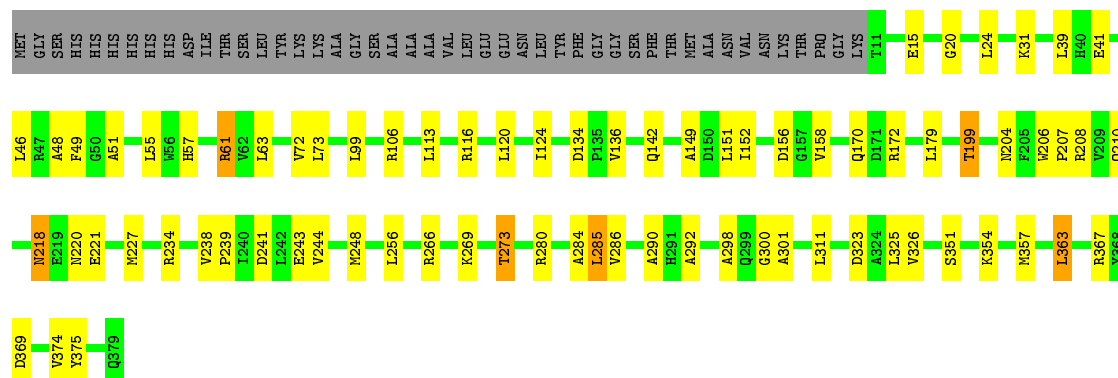 MET GLY SER HIS HIS HIS HIS HIS HIS ASP ILE THR SER LEU TYR LYS LYS ALA GLY SER ALA ALA ALA VAL LEU GLU GLU ASN LEU TYR PHE GLY GLY SER PHE THR MET ALA ASN VAL ASN LYS THR PRO GLY LYS T11 E15 G20 L24 K31 L39 H40 E41
L46 R47 A48 F49 G50 A51 L55 W56 H57 R61 V62 L63 V72 L73 L99 R106 L113 R116 L120 I124 D134 P135 V136 Q142 A149 D150 L151 I152 D156 G157 V158 Q170 D171 R172 L179 T199 N204 F205 W206 P207 R208 V209
N218 E219 N220 E221 M227 R234 V238 P239 I240 D241 L242 E243 V244 M248 L256 R266 K269 T273 R280 A284 L285 V286 A290 H291 A292 A298 Q299 G300 A301 L311 D323 A324 L325 V326 S351 K354 M357 L363 R367
D369 V374 Y375 Q379